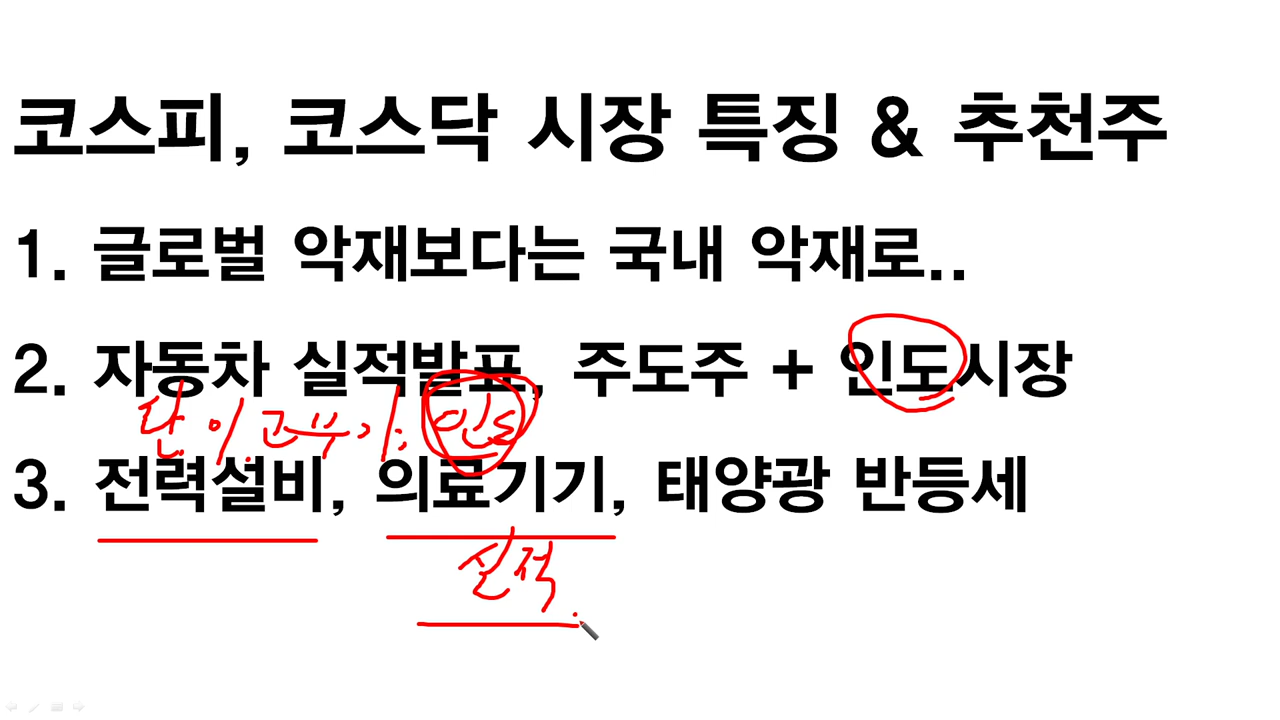 코스피, 코스닥 시장 특징 & 추천주
1. 글로벌 악재보다는 국내 악재로..
2. 자동차 실적발표, 주도주 + 인도시장
인도
3. 전력설비, 의료기기, 태양광 반등세
실적